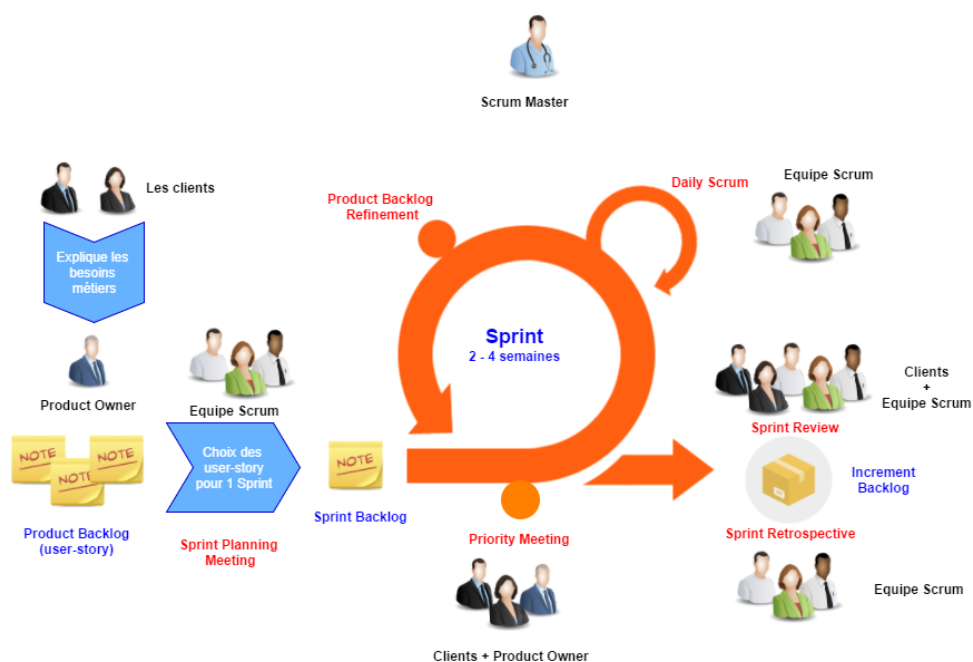 Scrum Master
Les clients
Product Backlog
Refinement
Daily Scrum
Equipe Scrum
Explique les
besoins
métiers
Sprint
2 - 4 semaines
Product Owner
Equipe Scrum
Clients
+
Equipe Scrum
Sprint Review
NOTE
NOTE
NOTE
Choix des
user-story
pour 1 Sprint
NOTE
Increment
Backlog
Product Backlog
(user-story)
Sprint Planning
Meeting
Sprint Backlog
Priority Meeting
Sprint Retrospective
Equipe Scrum
Clients + Product Owner